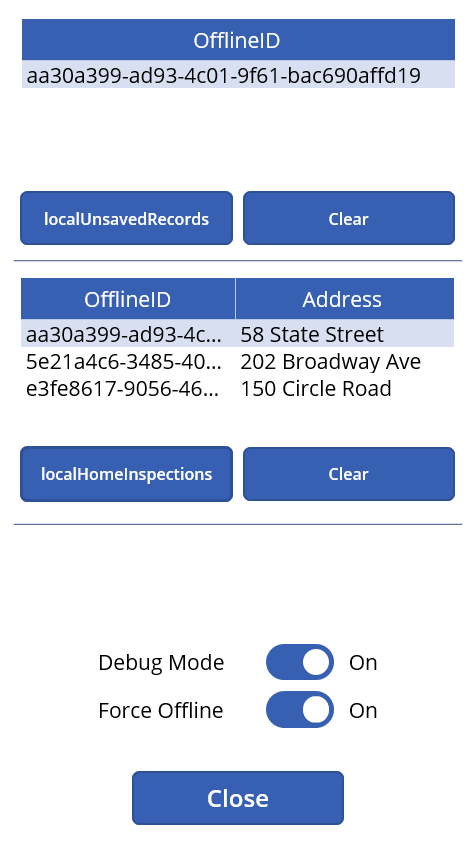 OfflineID
aa30a399-ad93-4c01-9f61-bac690affd19
localUnsavedRecords Clear
OfflineID Address
aa30a399-ad93-4c... 58 State Street
5e21a4c6-3485-40... 202 Broadway Ave
e3fe8617-9056-46... 150 Circle Road
localHomeInspections Clear
Debug Mode On
Force Offline On
Close